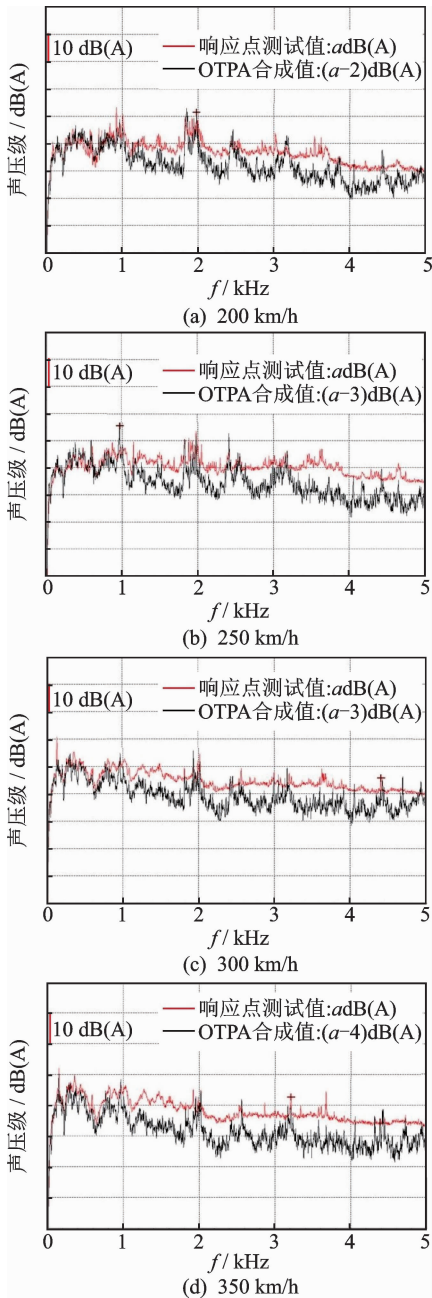 10 dB(A)
响应点测试值:adB(A)
OTPA合成值:(a−2)dB(A)
声压级 / dB(A)
0 1 2 3 4 5
f / kHz
(a) 200 km/h
10 dB(A)
响应点测试值:adB(A)
OTPA合成值:(a−3)dB(A)
声压级 / dB(A)
0 1 2 3 4 5
f / kHz
(b) 250 km/h
10 dB(A)
响应点测试值:adB(A)
OTPA合成值:(a−3)dB(A)
声压级 / dB(A)
0 1 2 3 4 5
f / kHz
(c) 300 km/h
10 dB(A)
响应点测试值:adB(A)
OTPA合成值:(a−4)dB(A)
声压级 / dB(A)
0 1 2 3 4 5
f / kHz
(d) 350 km/h